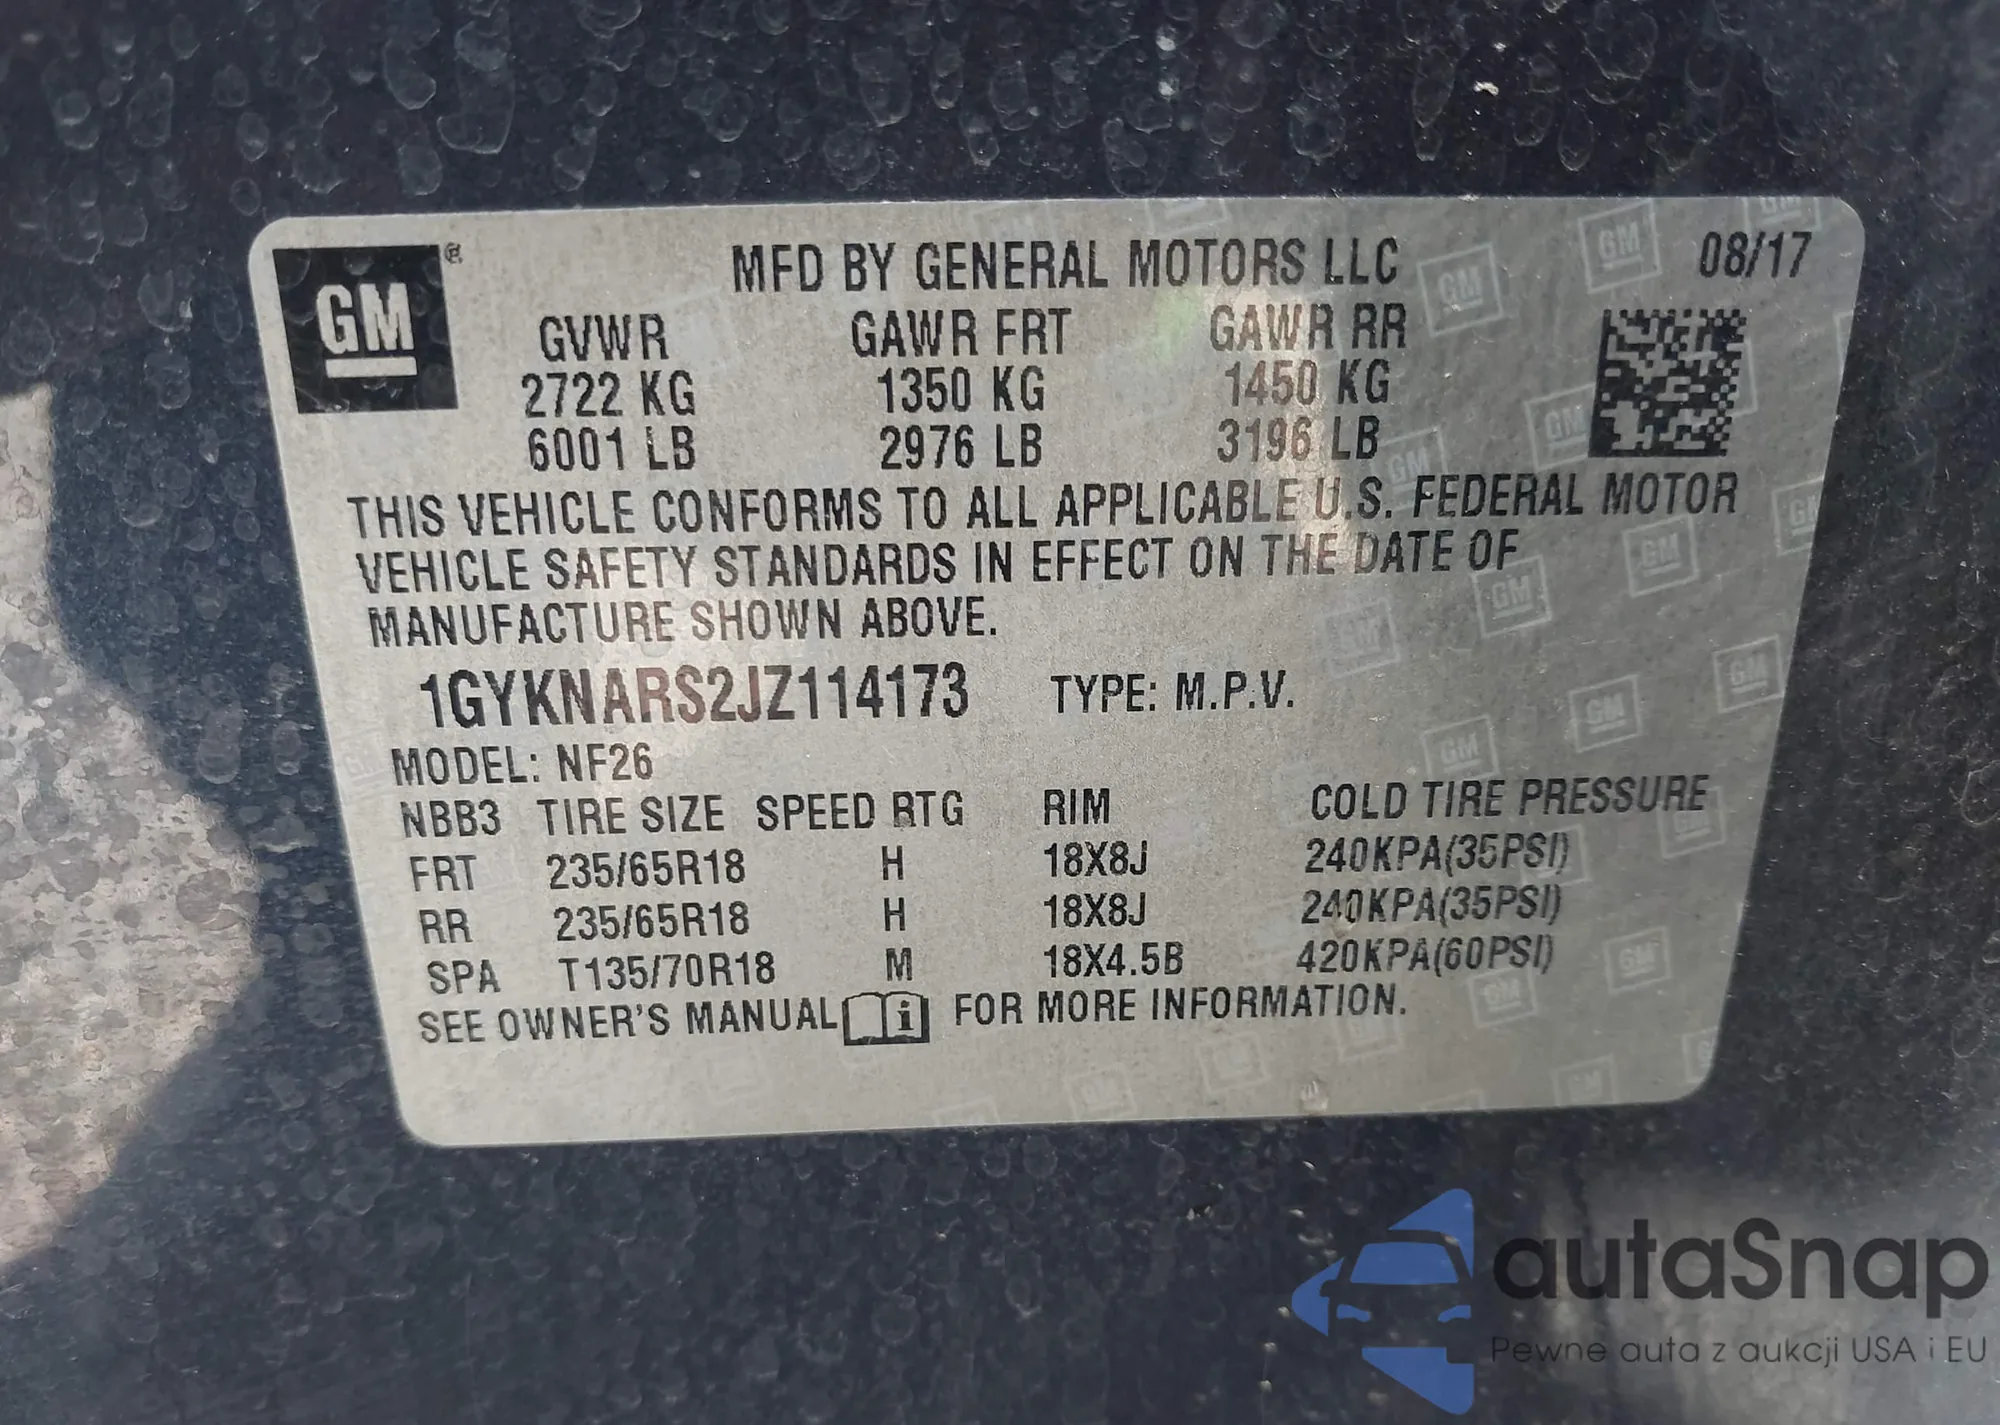 GM® MFD BY GENERAL MOTORS LLC 08/17
GVWR GAWR FRT GAWR RR
2722 KG 1350 KG 1450 KG
6001 LB 2976 LB 3196 LB
THIS VEHICLE CONFORMS TO ALL APPLICABLE U.S. FEDERAL MOTOR
VEHICLE SAFETY STANDARDS IN EFFECT ON THE DATE OF
MANUFACTURE SHOWN ABOVE.
1GYKNARS2JZ114173 TYPE: M.P.V.
MODEL: NF26
NBB3 TIRE SIZE SPEED RTG RIM COLD TIRE PRESSURE
FRT 235/65R18 H 18X8J 240KPA(35PSI)
RR 235/65R18 H 18X8J 240KPA(35PSI)
SPA T135/70R18 M 18X4.5B 420KPA(60PSI)
SEE OWNER'S MANUAL i FOR MORE INFORMATION.
autaSnap
Pewne auta z aukcji USA i EU